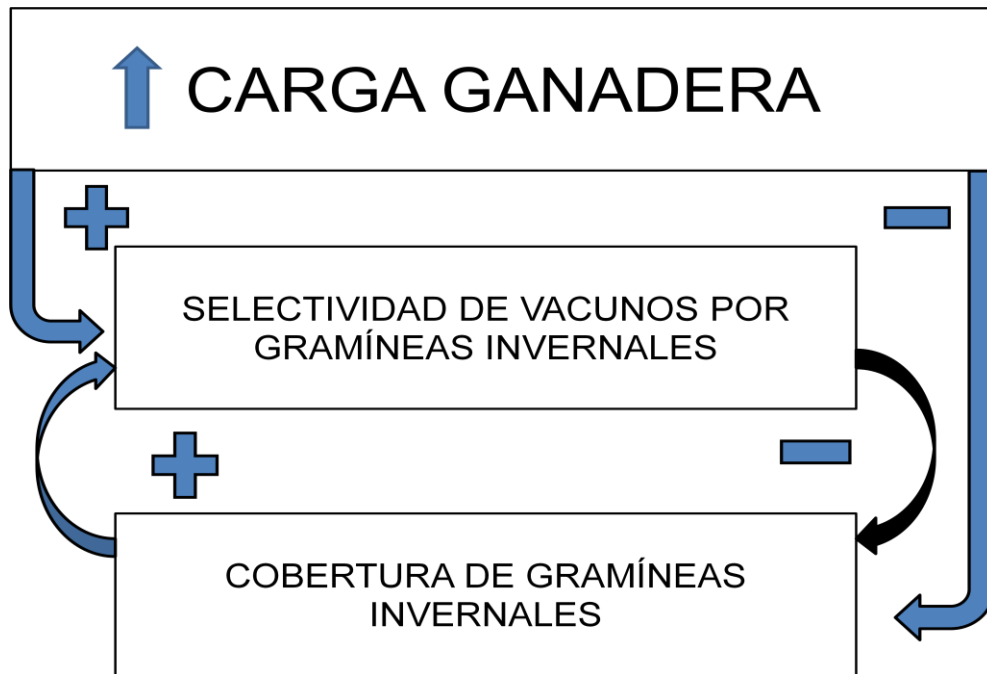 CARGA GANADERA
SELECTIVIDAD DE VACUNOS POR
GRAMÍNEAS INVERNALES
COBERTURA DE GRAMÍNEAS
INVERNALES